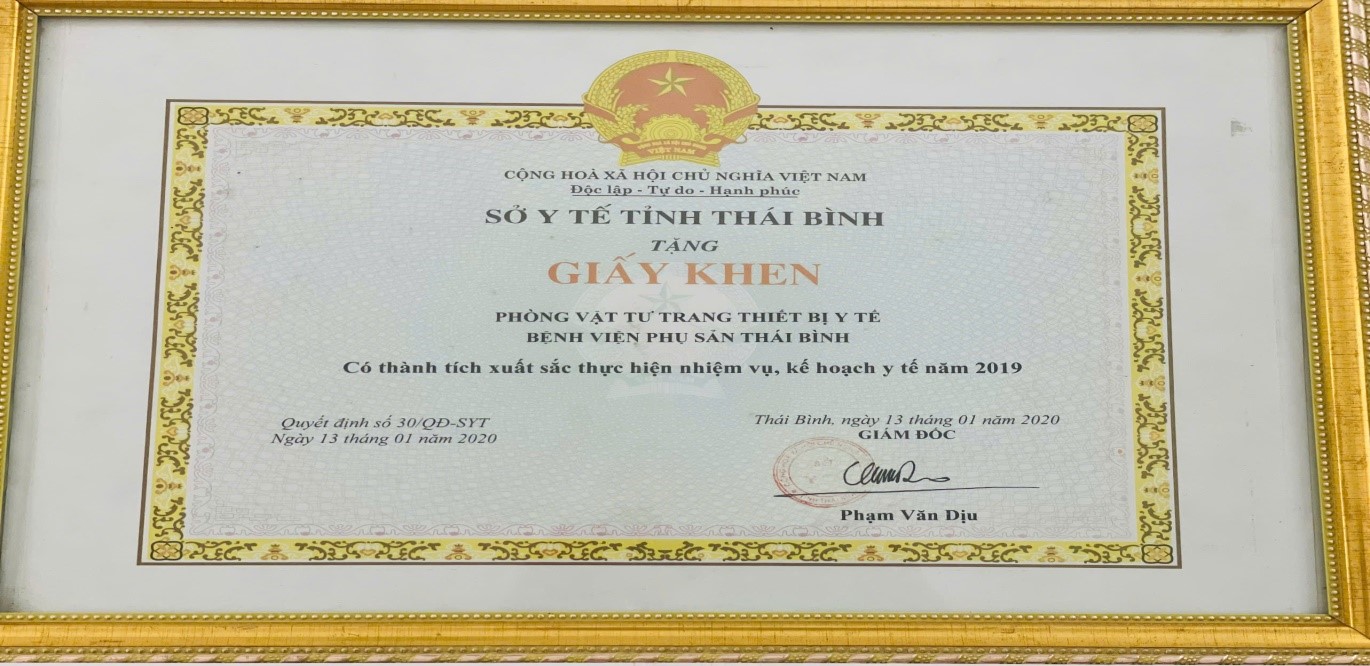 CỘNG HOÀ XÃ HỘI CHỦ NGHĨA VIỆT NAM
Độc lập - Tự do - Hạnh phúc
SỞ Y TẾ TỈNH THÁI BÌNH
TẶNG
GIẤY KHEN
PHÒNG VẬT TƯ TRANG THIẾT BỊ Y TẾ
BỆNH VIỆN PHỤ SẢN THÁI BÌNH
Có thành tích xuất sắc thực hiện nhiệm vụ, kế hoạch y tế năm 2019
Quyết định số 30/QĐ-SYT
Ngày 13 tháng 01 năm 2020
Thái Bình, ngày 13 tháng 01 năm 2020
GIÁM ĐỐC
Phạm Văn Dịu